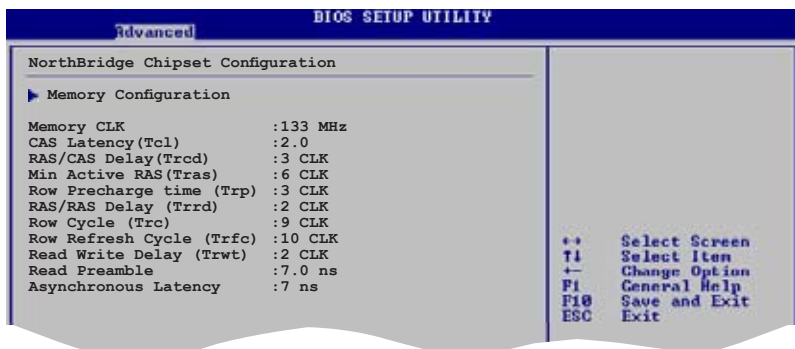 BIOS SETUP UTILITY
Advanced
NorthBridge Chipset Configuration
Memory Configuration
Memory CLK :133 MHz
CAS Latency(Tcl) :2.0
RAS/CAS Delay(Trcd) :3 CLK
Min Active RAS(Tras) :6 CLK
Row Precharge time (Trp) :3 CLK
RAS/RAS Delay (Trrd) :2 CLK
Row Cycle (Trc) :9 CLK
Row Refresh Cycle (Trfc) :10 CLK
Read Write Delay (Trwt) :2 CLK
Read Preamble :7.0 ns
Asynchronous Latency :7 ns
↔ Select Screen
↑↓ Select Item
+- Change Option
F1 General Help
F10 Save and Exit
ESC Exit